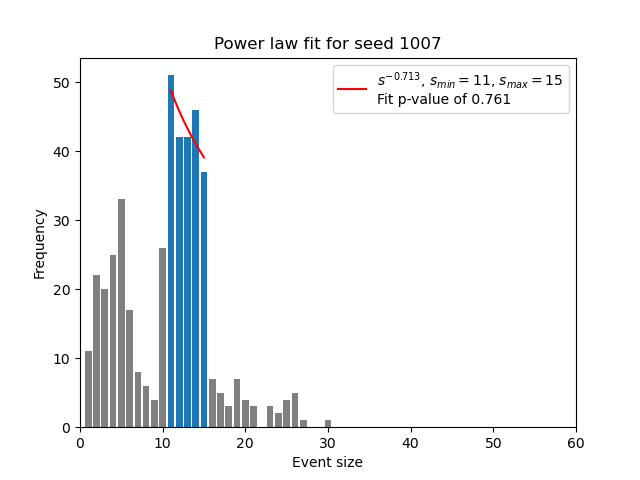 Power law fit for seed 1007
s^{-0.713}, s_{min} = 11, s_{max} = 15
Fit p-value of 0.761
Frequency
50
40
30
20
10
0
0 10 20 30 40 50 60
Event size